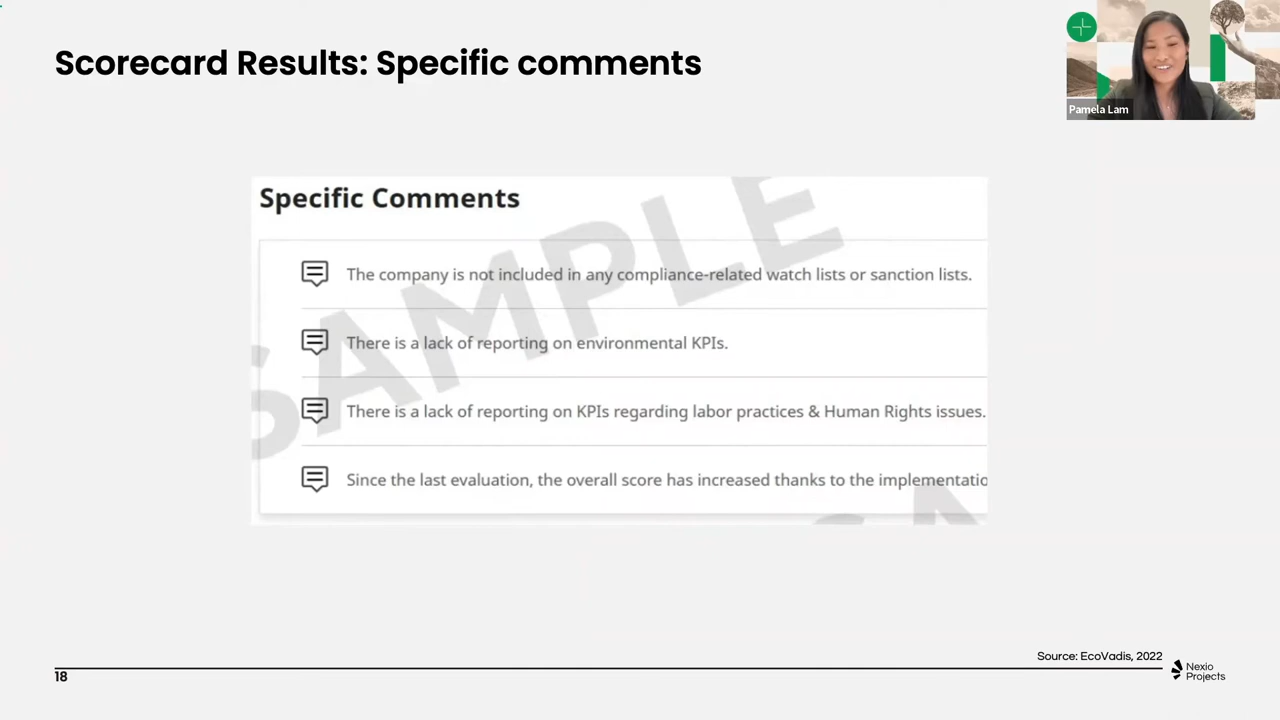 Scorecard Results: Specific comments
Pamela Lam
Specific Comments
SAMPLE
The company is not included in any compliance-related watch lists or sanction lists.
There is a lack of reporting on environmental KPIs.
There is a lack of reporting on KPIs regarding labor practices & Human Rights issues.
Since the last evaluation, the overall score has increased thanks to the implementatio
SA
Source: EcoVadis, 2022
18
Nexio
Projects